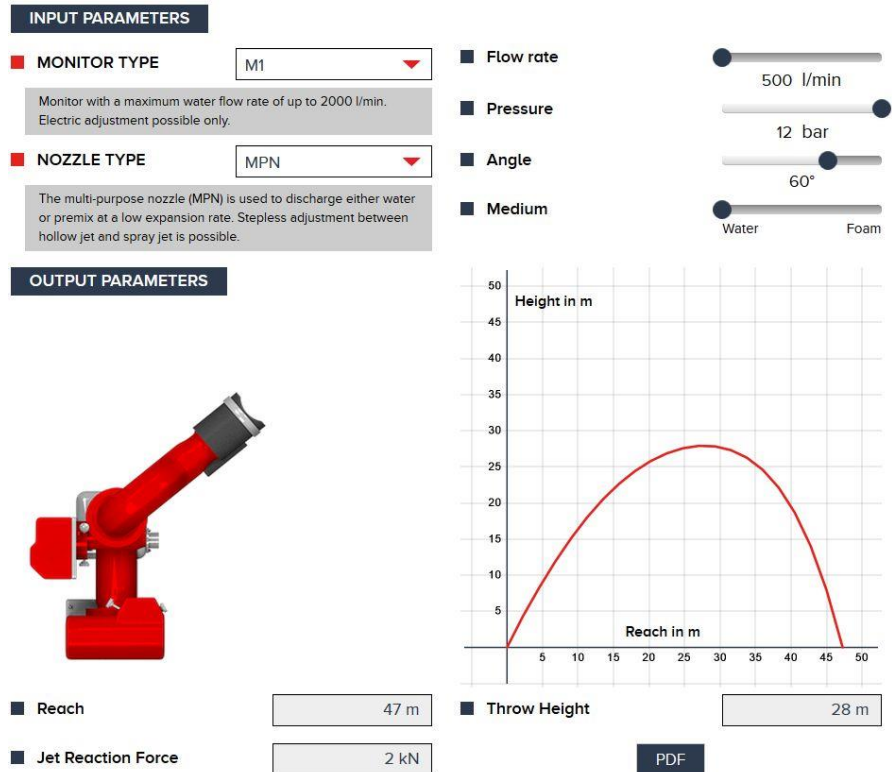 INPUT PARAMETERS
MONITOR TYPE
M1
Monitor with a maximum water flow rate of up to 2000 l/min.
Electric adjustment possible only.
NOZZLE TYPE
MPN
The multi-purpose nozzle (MPN) is used to discharge either water
or premix at a low expansion rate. Stepless adjustment between
hollow jet and spray jet is possible.
Flow rate
500 l/min
Pressure
12 bar
Angle
60°
Medium
Water Foam
OUTPUT PARAMETERS
Height in m
50
45
40
35
30
25
20
15
10
5
Reach in m
5 10 15 20 25 30 35 40 45 50
Reach
47 m
Throw Height
28 m
Jet Reaction Force
2 kN
PDF